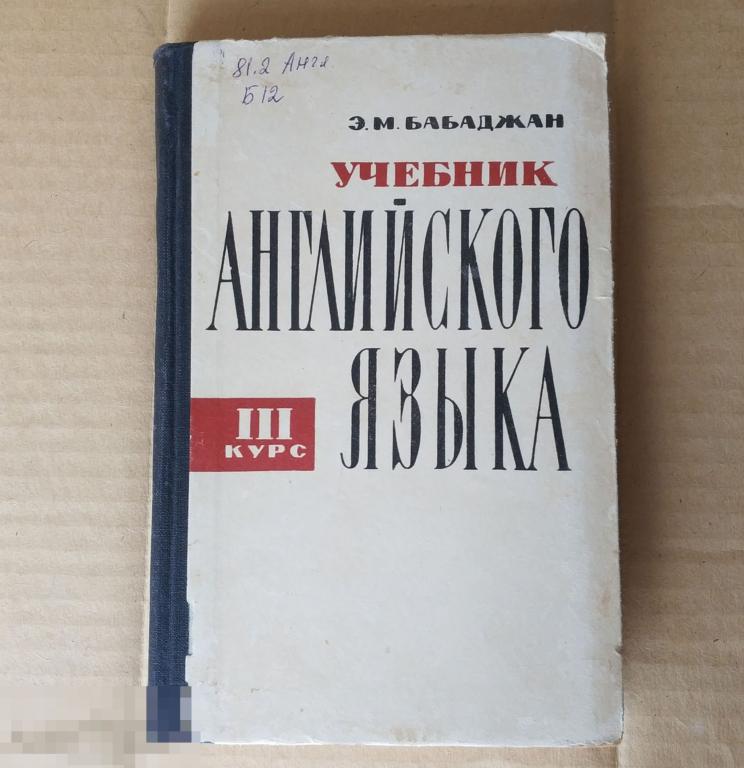 81.2 Англ
Б12
Э.М.БАБАДЖАН
УЧЕБНИК
АНГЛИЙСКОГО
ЯЗЫКА
III
КУРС